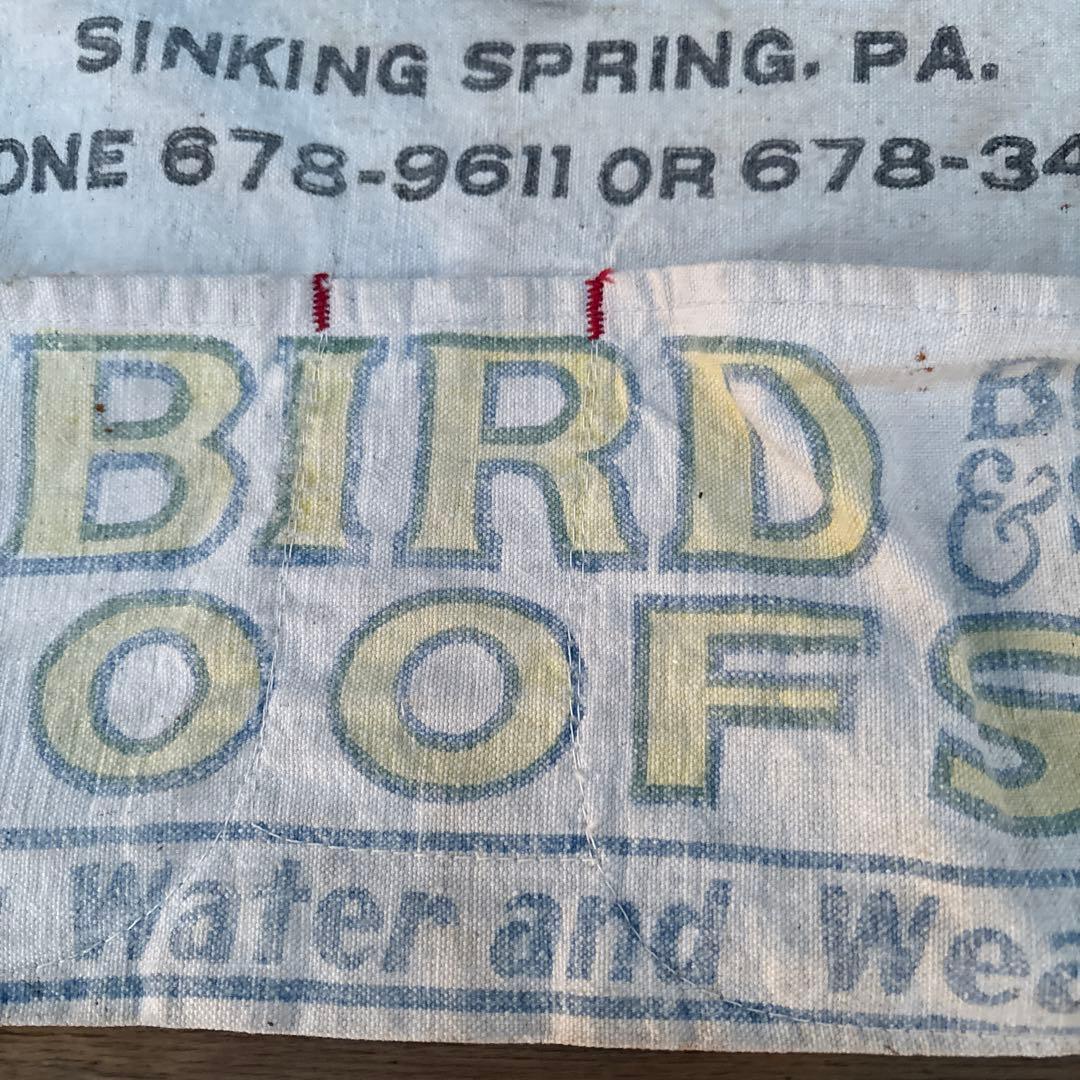 SINKING SPRING, PA.
ONE 678-9611 OR 678-34
BIRD
&
OOFS
Water and Wea